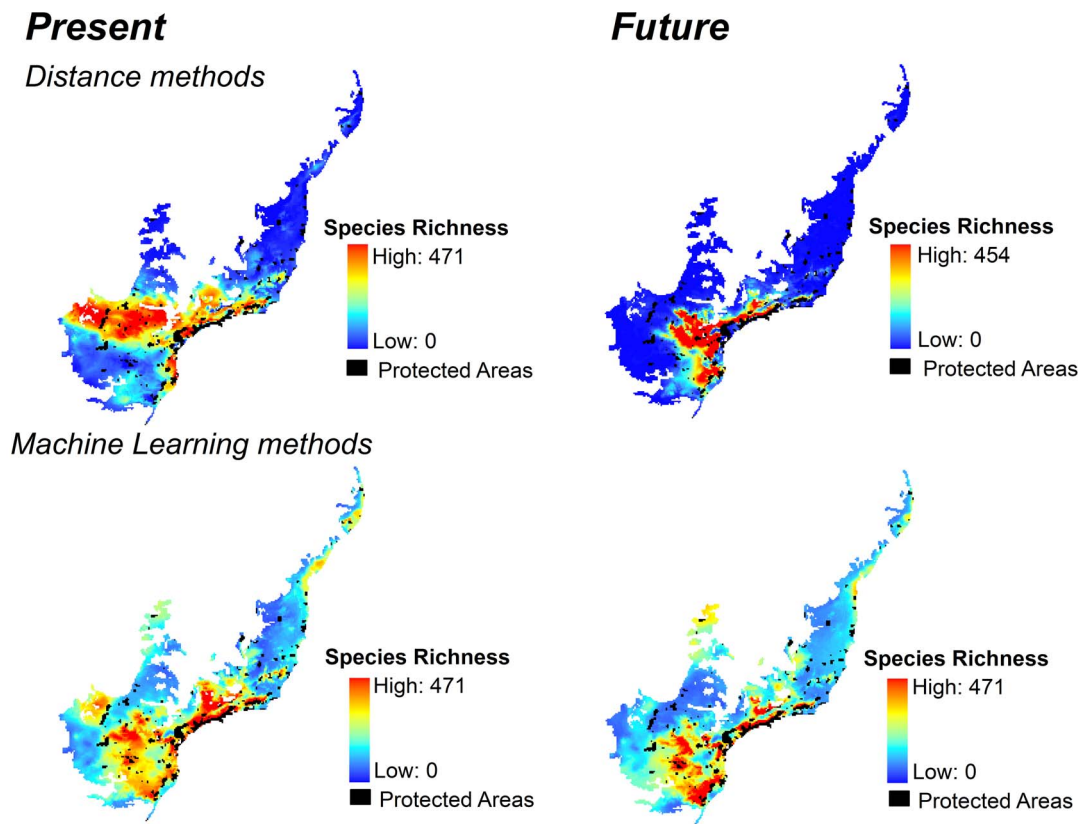 Present
Future
Distance methods
Species Richness
High: 471
Low: 0
Protected Areas
Species Richness
High: 454
Low: 0
Protected Areas
Machine Learning methods
Species Richness
High: 471
Low: 0
Protected Areas
Species Richness
High: 471
Low: 0
Protected Areas